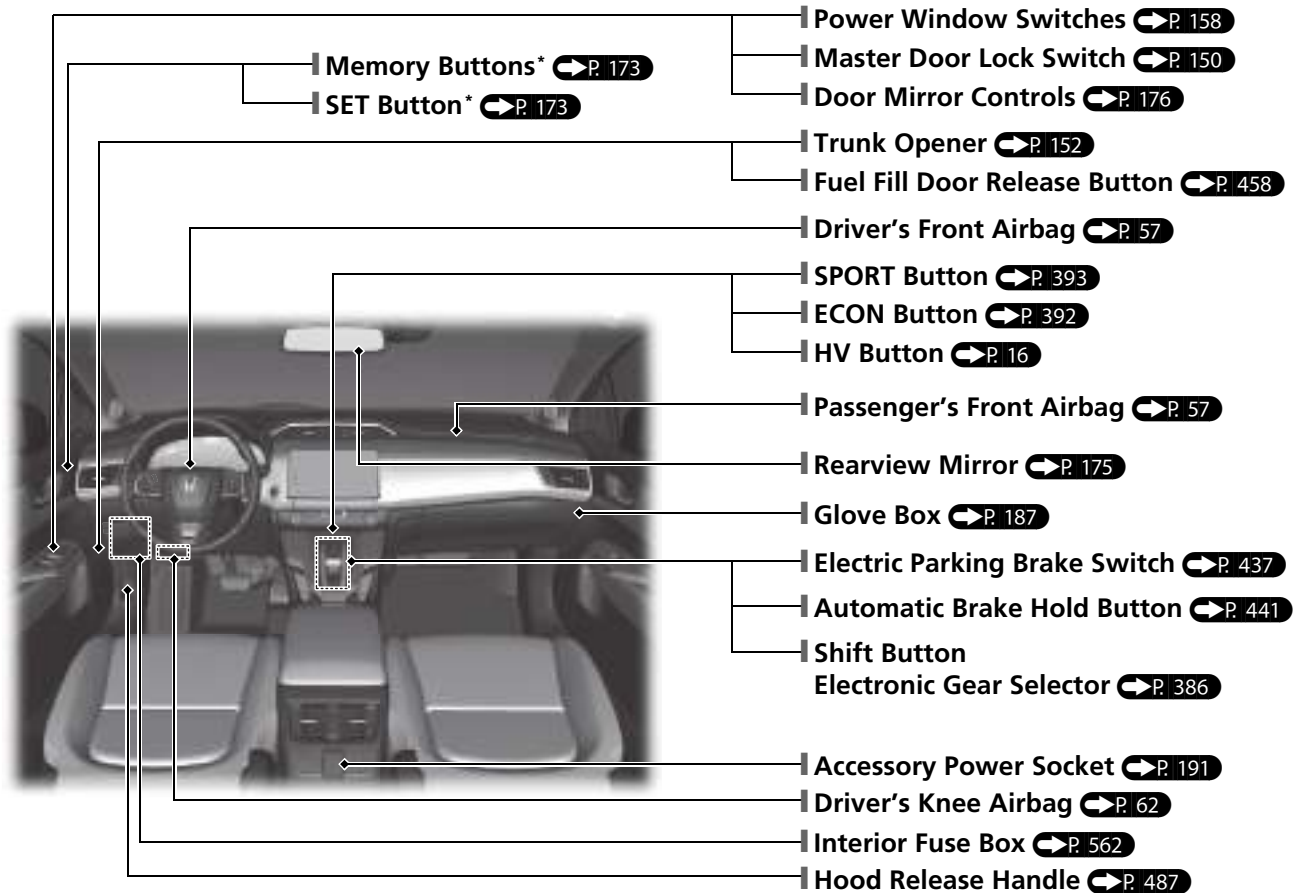 Power Window Switches P. 158
Master Door Lock Switch P. 150
Door Mirror Controls P. 176
Memory Buttons* P. 173
SET Button* P. 173
Trunk Opener P. 152
Fuel Fill Door Release Button P. 458
Driver's Front Airbag P. 57
SPORT Button P. 393
ECON Button P. 392
HV Button P. 16
Passenger's Front Airbag P. 57
Rearview Mirror P. 175
Glove Box P. 187
Electric Parking Brake Switch P. 437
Automatic Brake Hold Button P. 441
Shift Button
Electronic Gear Selector P. 386
Accessory Power Socket P. 191
Driver's Knee Airbag P. 62
Interior Fuse Box P. 562
Hood Release Handle P. 487